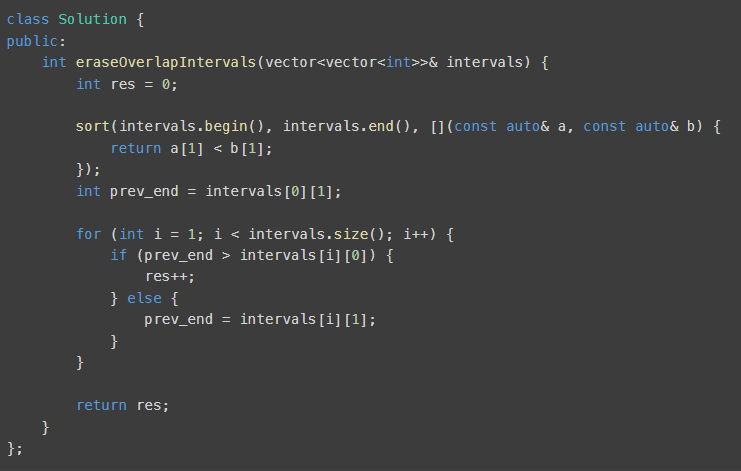 class Solution {
public:
    int eraseOverlapIntervals(vector<vector<int>>& intervals) {
        int res = 0;

        sort(intervals.begin(), intervals.end(), [](const auto& a, const auto& b) {
            return a[1] < b[1];
        });
        int prev_end = intervals[0][1];

        for (int i = 1; i < intervals.size(); i++) {
            if (prev_end > intervals[i][0]) {
                res++;
            } else {
                prev_end = intervals[i][1];
            }
        }

        return res;
    }
};